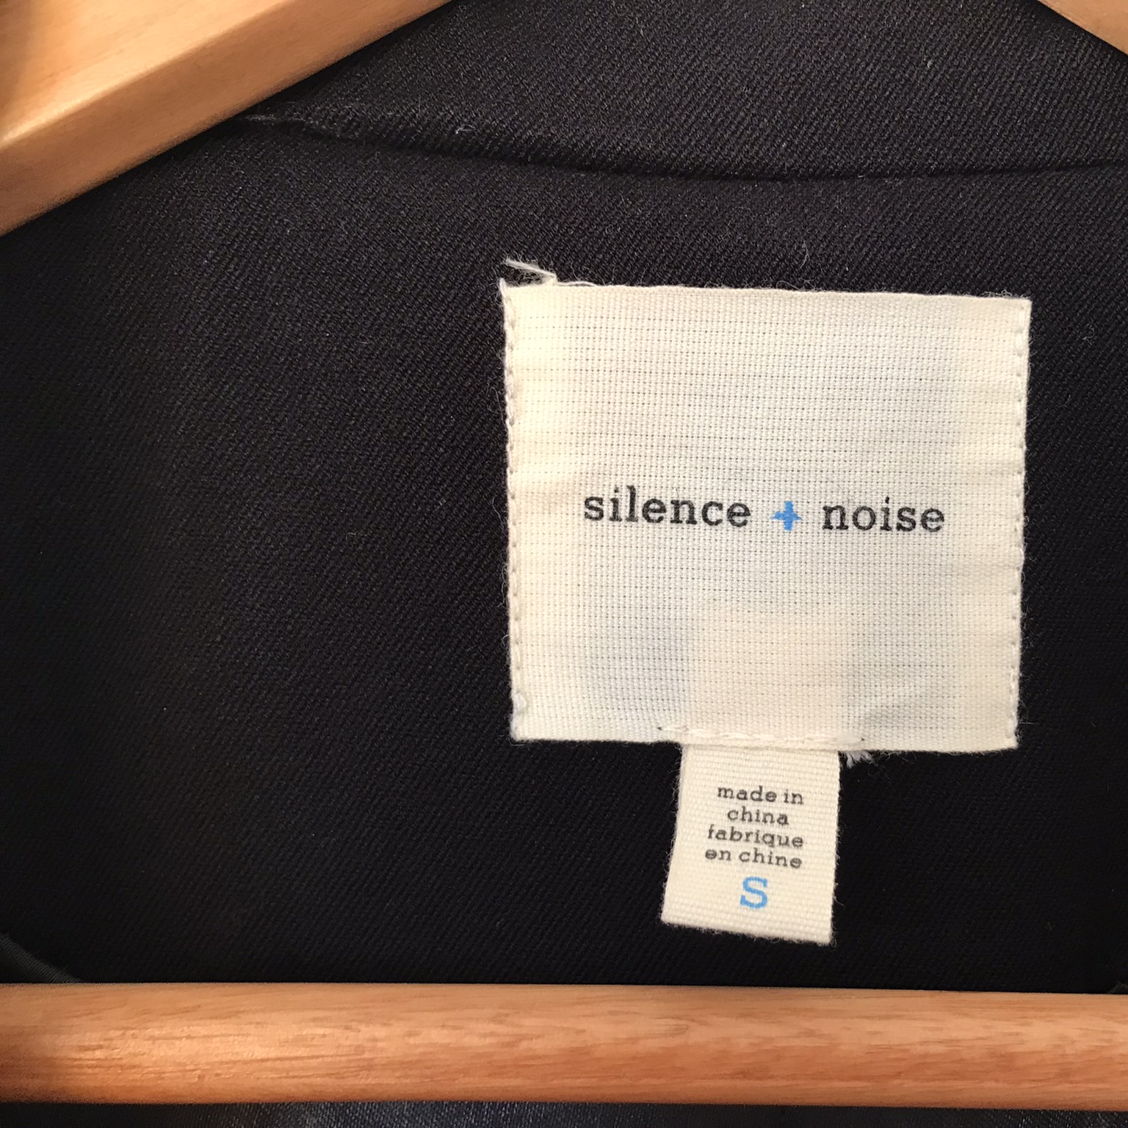 silence + noise
made in
china
fabrique
en chine
S